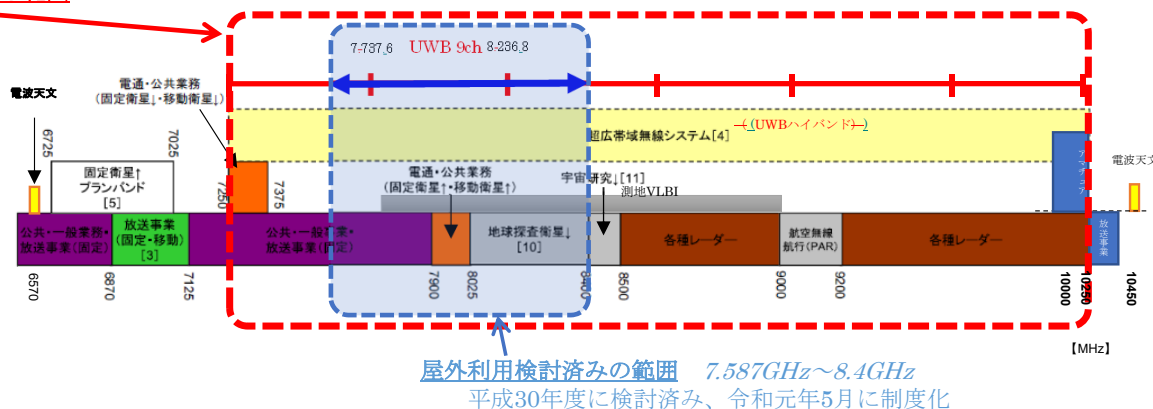 7-737.6 UWB 9ch 8-236.8
電通・公共業務
(固定衛星↓・移動衛星↓)
電波天文
6725
7025
固定衛星↑
プランバンド
[5]
7250
7375
超広帯域無線システム[4]
( (UWBハイバンド) )
電通・公共業務
(固定衛星↑・移動衛星↑)
宇宙研究↓[11]
測地VLBI
アマチュア
電波天文
公共・一般業務・
放送事業(固定)
放送事業
(固定・移動)
[3]
公共・一般業務・
放送事業(固定)
地球探査衛星↓
[10]
各種レーダー
航空無線
航行(PAR)
各種レーダー
放送事業
6570
6870
7125
7900
8025
8400
8500
9000
9200
10000
10250
10450
【MHz】
屋外利用検討済みの範囲 7.587GHz～8.4GHz
平成30年度に検討済み、令和元年5月に制度化